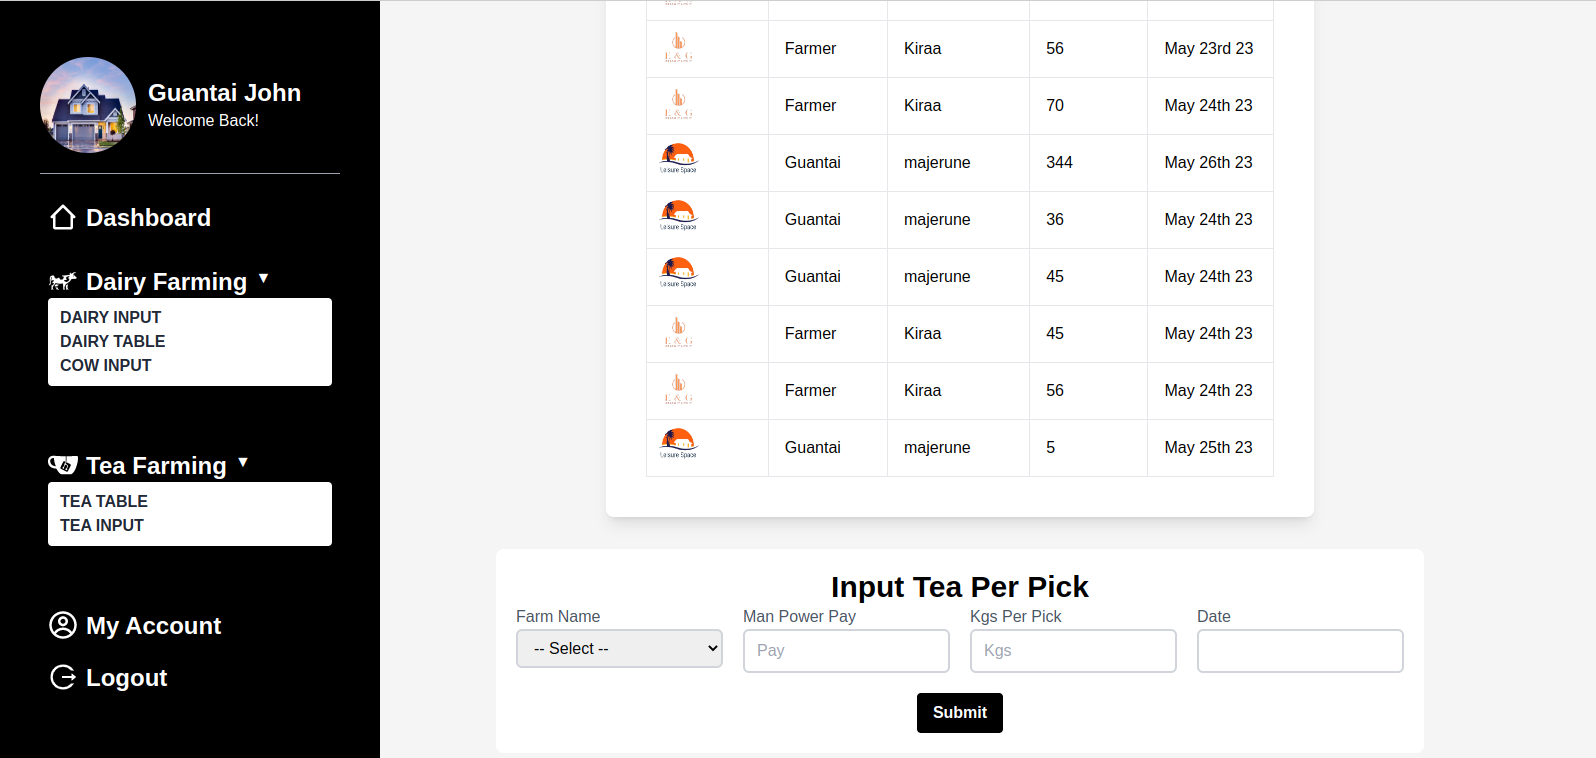 Guantai John
Welcome Back!
Dashboard
Dairy Farming ▼
DAIRY INPUT
DAIRY TABLE
COW INPUT
Tea Farming ▼
TEA TABLE
TEA INPUT
My Account
Logout
E & G Farmer Kiraa 56 May 23rd 23
E & G Farmer Kiraa 70 May 24th 23
Leisure Space Guantai majerune 344 May 26th 23
Leisure Space Guantai majerune 36 May 24th 23
Leisure Space Guantai majerune 45 May 24th 23
E & G Farmer Kiraa 45 May 24th 23
E & G Farmer Kiraa 56 May 24th 23
Leisure Space Guantai majerune 5 May 25th 23
Input Tea Per Pick
Farm Name Man Power Pay Kgs Per Pick Date
-- Select -- Pay Kgs
Submit